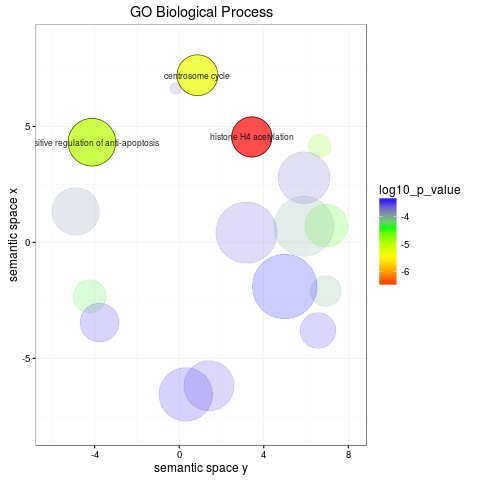 GO Biological Process
centrosome cycle
histone H4 acetylation
sitive regulation of anti-apoptosis
5
0
-5
-4
0
4
8
semantic space x
semantic space y
log10_p_value
-4
-5
-6